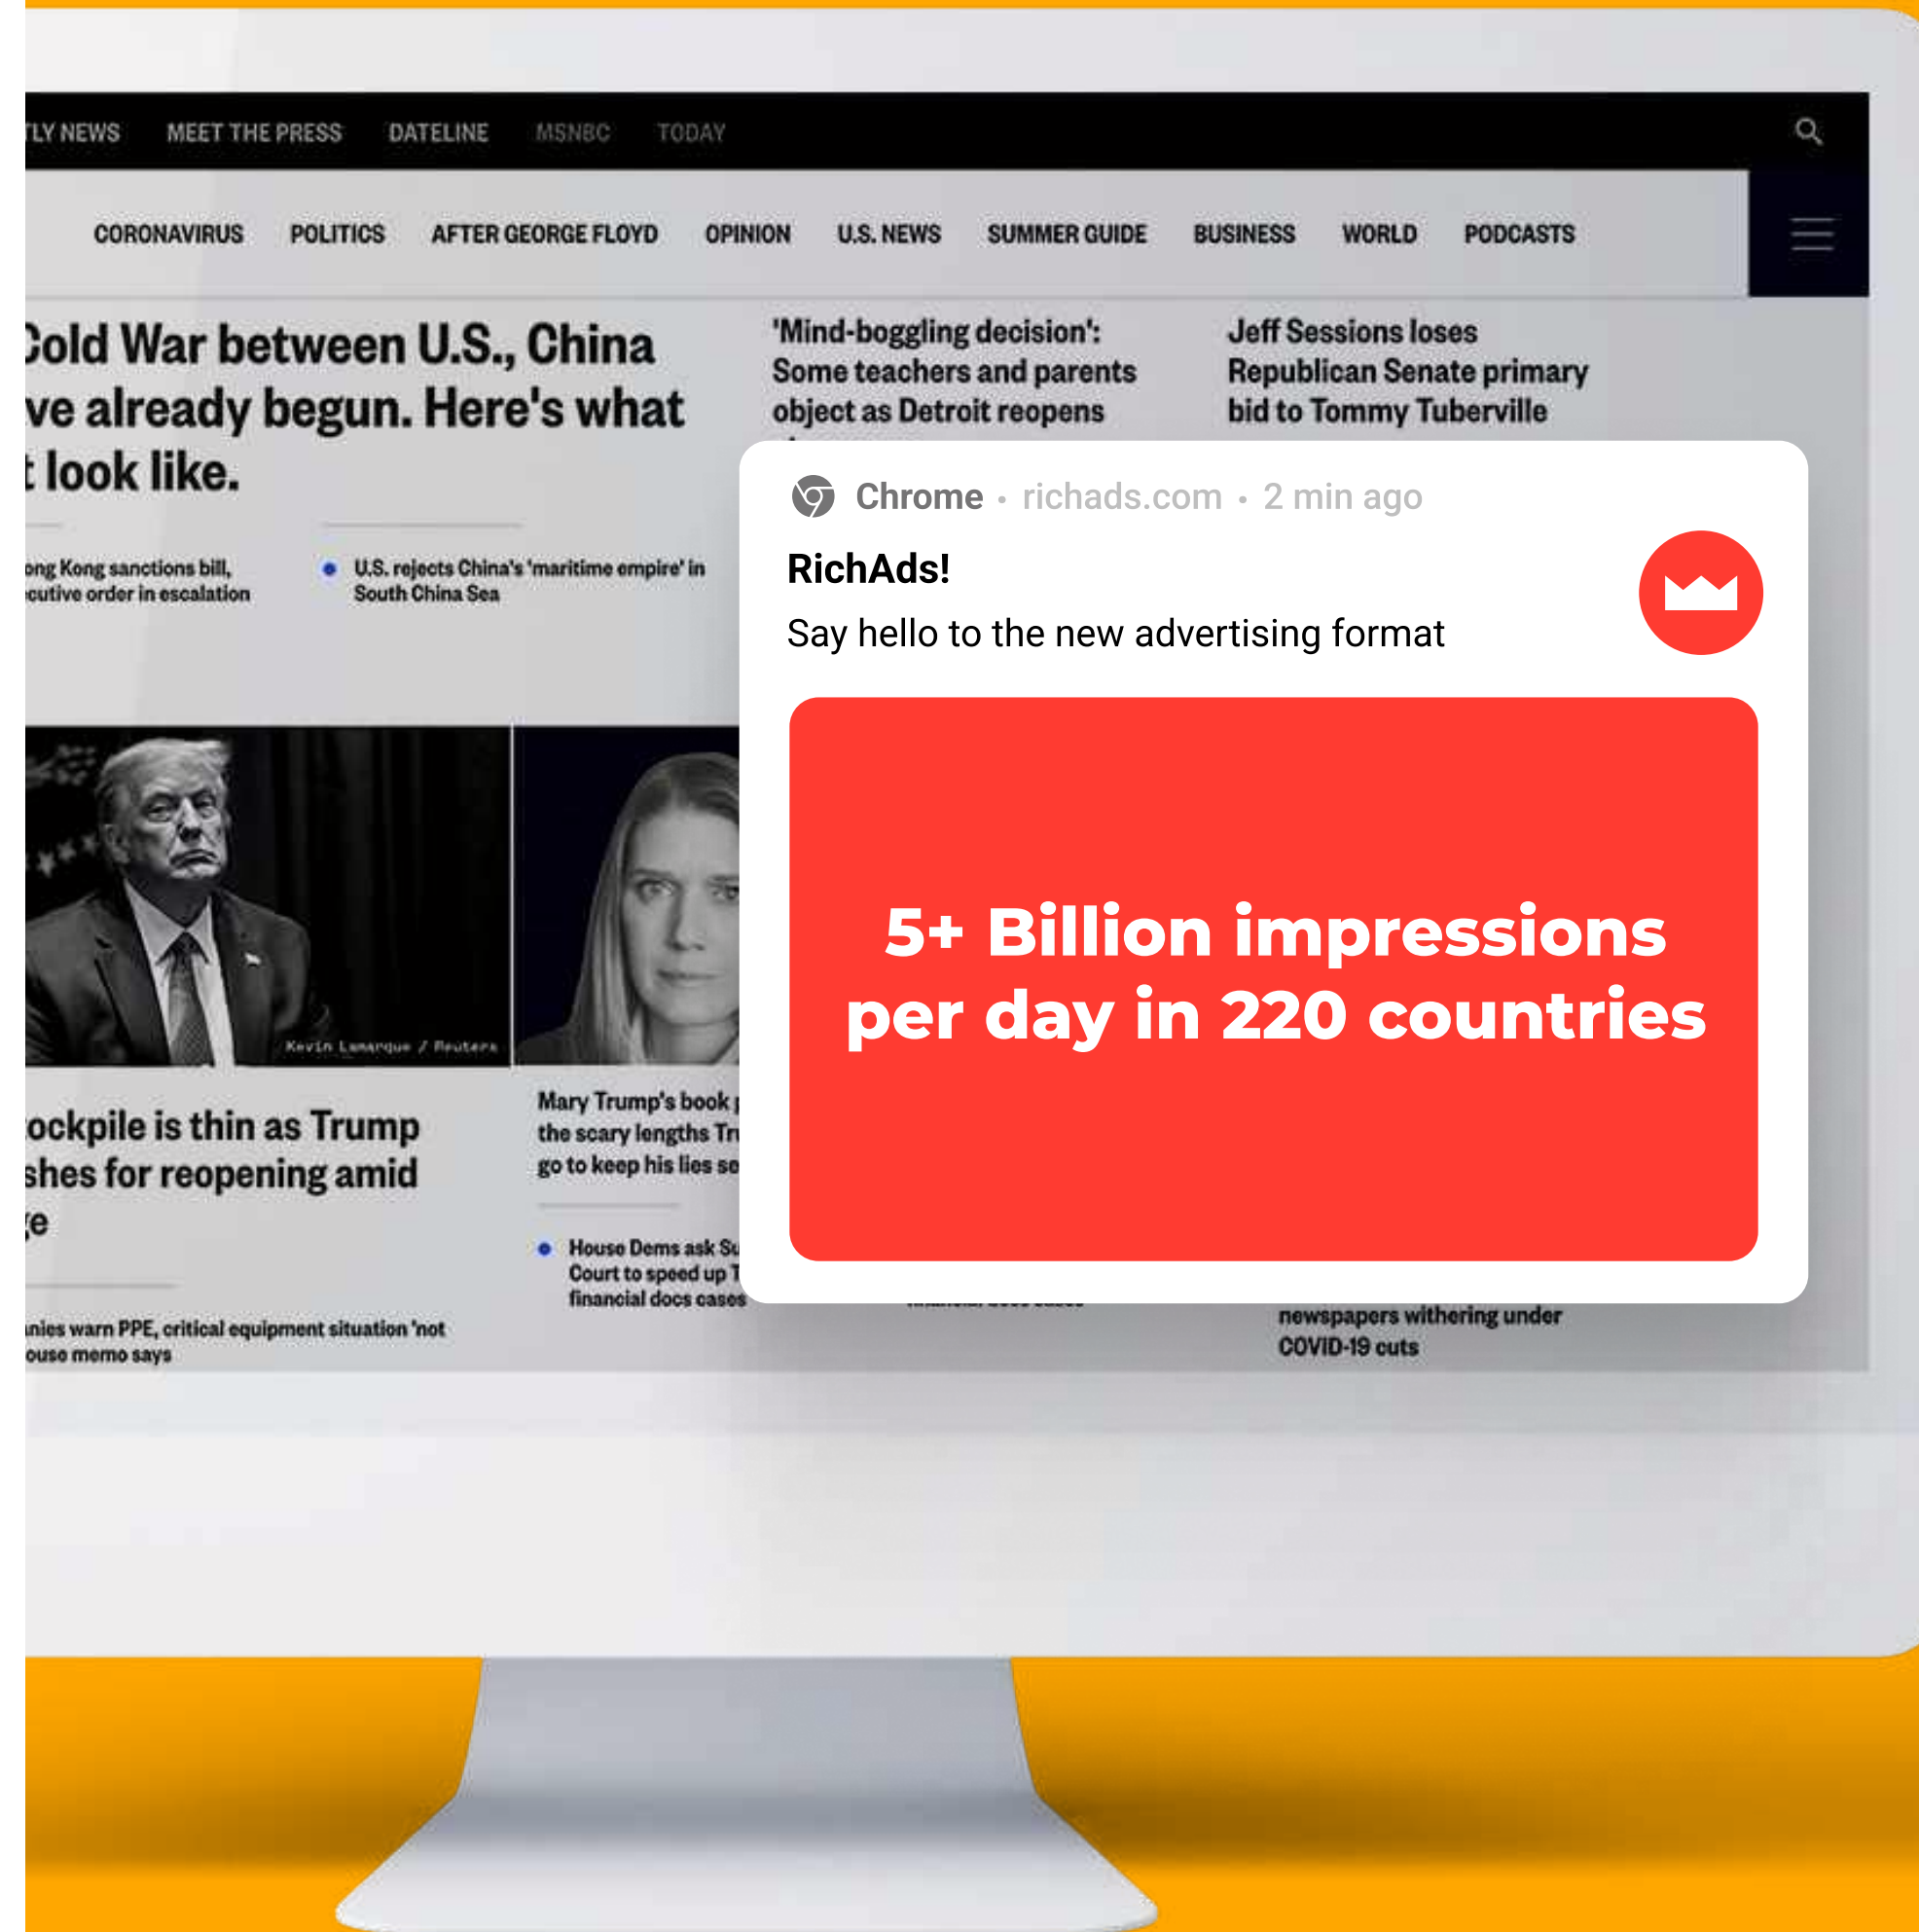 TLY NEWS MEET THE PRESS DATELINE MSNBC TODAY
CORONAVIRUS POLITICS AFTER GEORGE FLOYD OPINION U.S. NEWS SUMMER GUIDE BUSINESS WORLD PODCASTS
Cold War between U.S., China
ve already begun. Here's what
t look like.
ong Kong sanctions bill,
cutive order in escalation
U.S. rejects China's 'maritime empire' in
South China Sea
'Mind-boggling decision':
Some teachers and parents
object as Detroit reopens
Jeff Sessions loses
Republican Senate primary
bid to Tommy Tuberville
Chrome • richads.com • 2 min ago
RichAds!
Say hello to the new advertising format
5+ Billion impressions
per day in 220 countries
Kevin Lamarque / Reuters
ockpile is thin as Trump
shes for reopening amid
ge
nies warn PPE, critical equipment situation 'not
ouse memo says
Mary Trump's book
the scary lengths Tru
go to keep his lies se
House Dems ask Su
Court to speed up T
financial docs cases
newspapers withering under
COVID-19 cuts